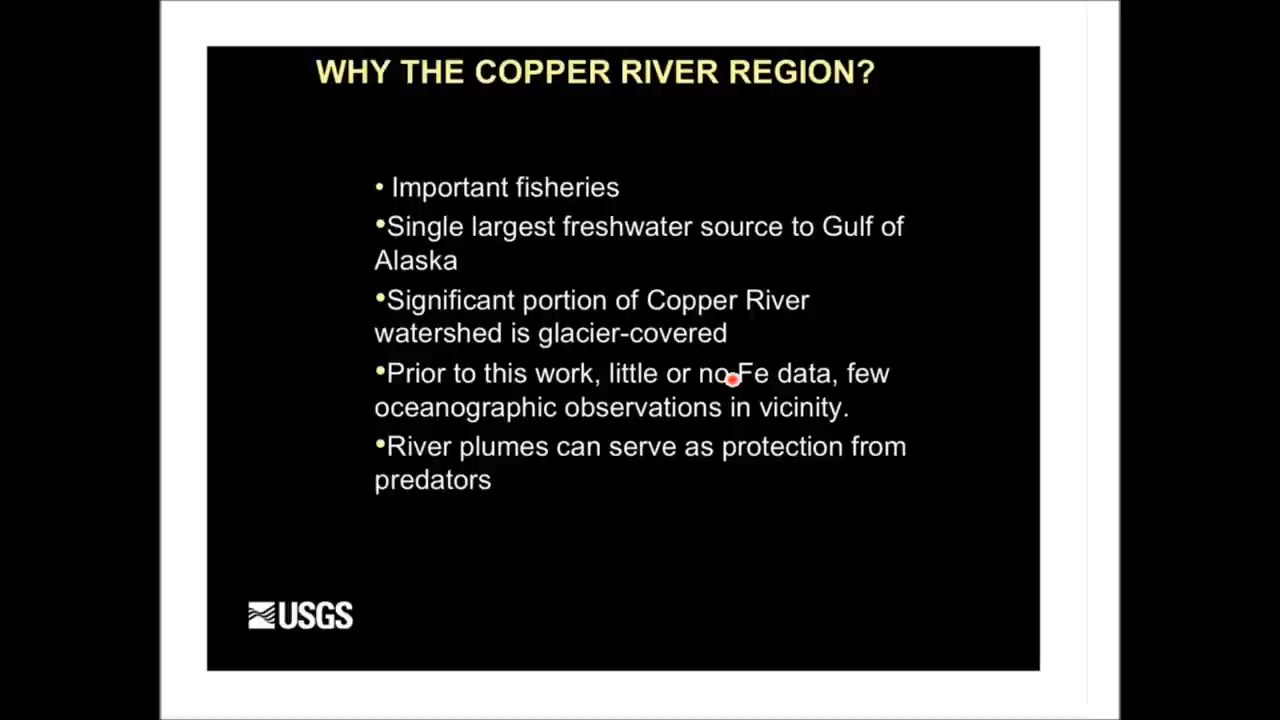 WHY THE COPPER RIVER REGION?
• Important fisheries
•Single largest freshwater source to Gulf of
Alaska
•Significant portion of Copper River
watershed is glacier-covered
•Prior to this work, little or no Fe data, few
oceanographic observations in vicinity.
•River plumes can serve as protection from
predators
USGS